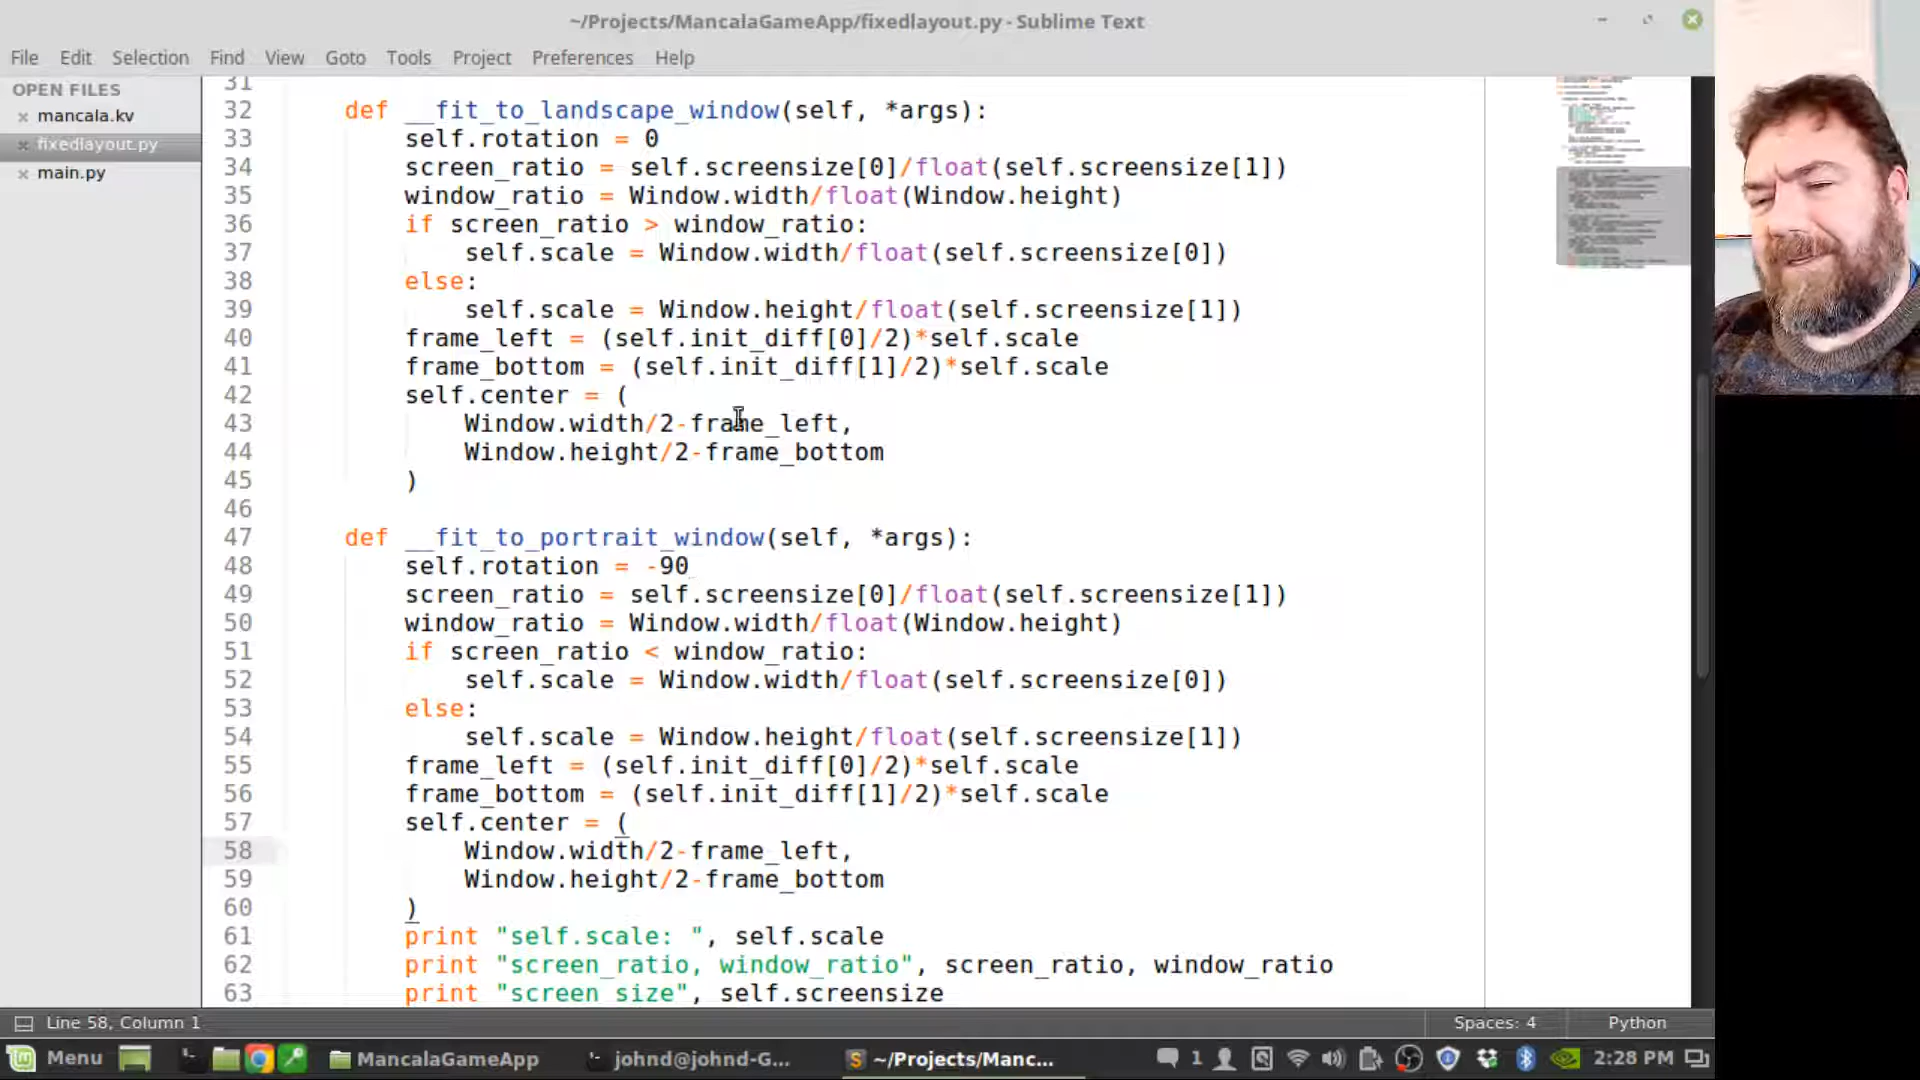 ~/Projects/MancalaGameApp/fixedlayout.py - Sublime Text
File Edit Selection Find View Goto Tools Project Preferences Help
OPEN FILES
mancala.kv
fixedlayout.py
main.py
31
32 def __fit_to_landscape_window(self, *args):
33 self.rotation = 0
34 screen_ratio = self.screensize[0]/float(self.screensize[1])
35 window_ratio = Window.width/float(Window.height)
36 if screen_ratio > window_ratio:
37 self.scale = Window.width/float(self.screensize[0])
38 else:
39 self.scale = Window.height/float(self.screensize[1])
40 frame_left = (self.init_diff[0]/2)*self.scale
41 frame_bottom = (self.init_diff[1]/2)*self.scale
42 self.center = (
43 Window.width/2-frame_left,
44 Window.height/2-frame_bottom
45 )
46
47 def __fit_to_portrait_window(self, *args):
48 self.rotation = -90
49 screen_ratio = self.screensize[0]/float(self.screensize[1])
50 window_ratio = Window.width/float(Window.height)
51 if screen_ratio < window_ratio:
52 self.scale = Window.width/float(self.screensize[0])
53 else:
54 self.scale = Window.height/float(self.screensize[1])
55 frame_left = (self.init_diff[0]/2)*self.scale
56 frame_bottom = (self.init_diff[1]/2)*self.scale
57 self.center = (
58 Window.width/2-frame_left,
59 Window.height/2-frame_bottom
60 )
61 print "self.scale: ", self.scale
62 print "screen_ratio, window_ratio", screen_ratio, window_ratio
63 print "screen size", self.screensize
Line 58, Column 1 Spaces: 4 Python
Menu MancalaGameApp johnd@johnd-G... ~/Projects/Manc... 1 2:28 PM